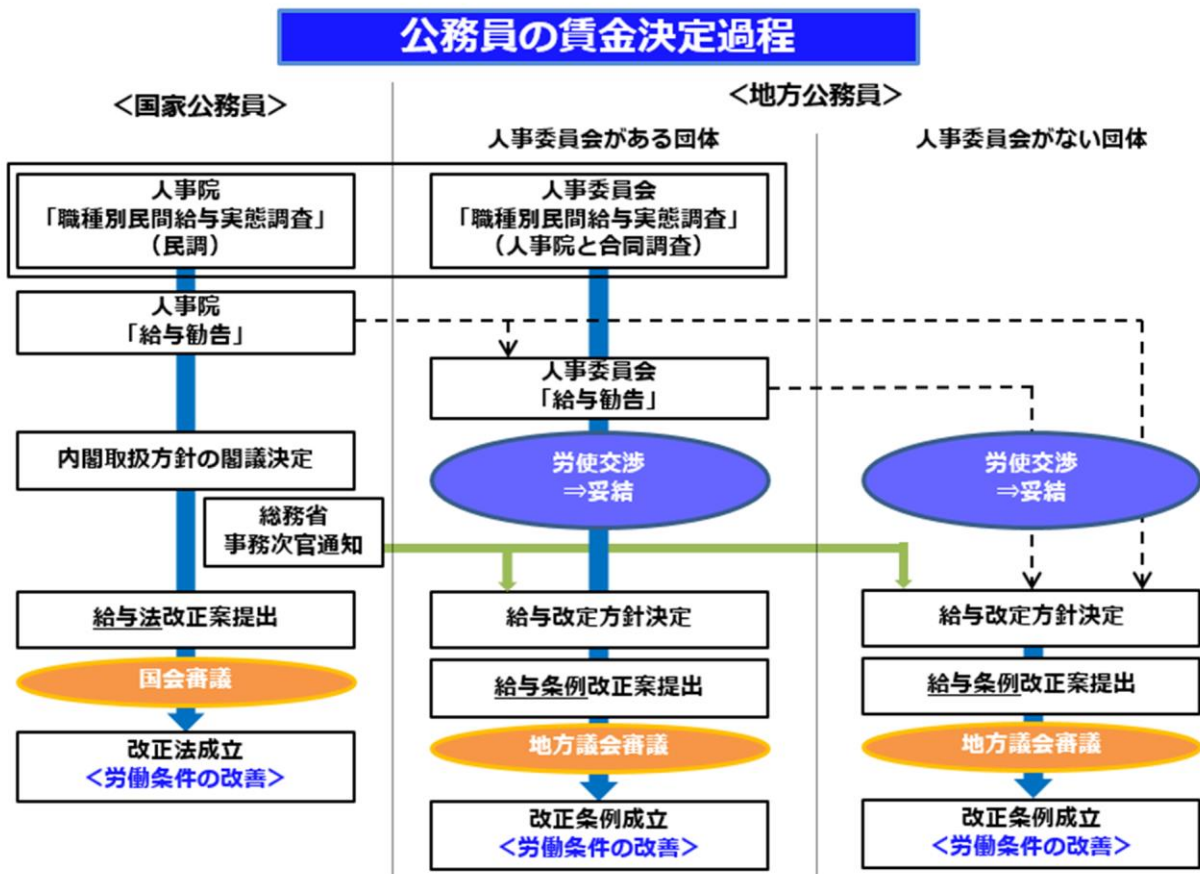 公務員の賃金決定過程
＜国家公務員＞
＜地方公務員＞
人事委員会がある団体
人事委員会がない団体
人事院
「職種別民間給与実態調査」
（民調）
人事委員会
「職種別民間給与実態調査」
（人事院と合同調査）
人事院
「給与勧告」
人事委員会
「給与勧告」
内閣取扱方針の閣議決定
労使交渉
⇒妥結
労使交渉
⇒妥結
総務省
事務次官通知
給与法改正案提出
給与改定方針決定
給与改定方針決定
国会審議
給与条例改正案提出
給与条例改正案提出
改正法成立
＜労働条件の改善＞
地方議会審議
地方議会審議
改正条例成立
＜労働条件の改善＞
改正条例成立
＜労働条件の改善＞